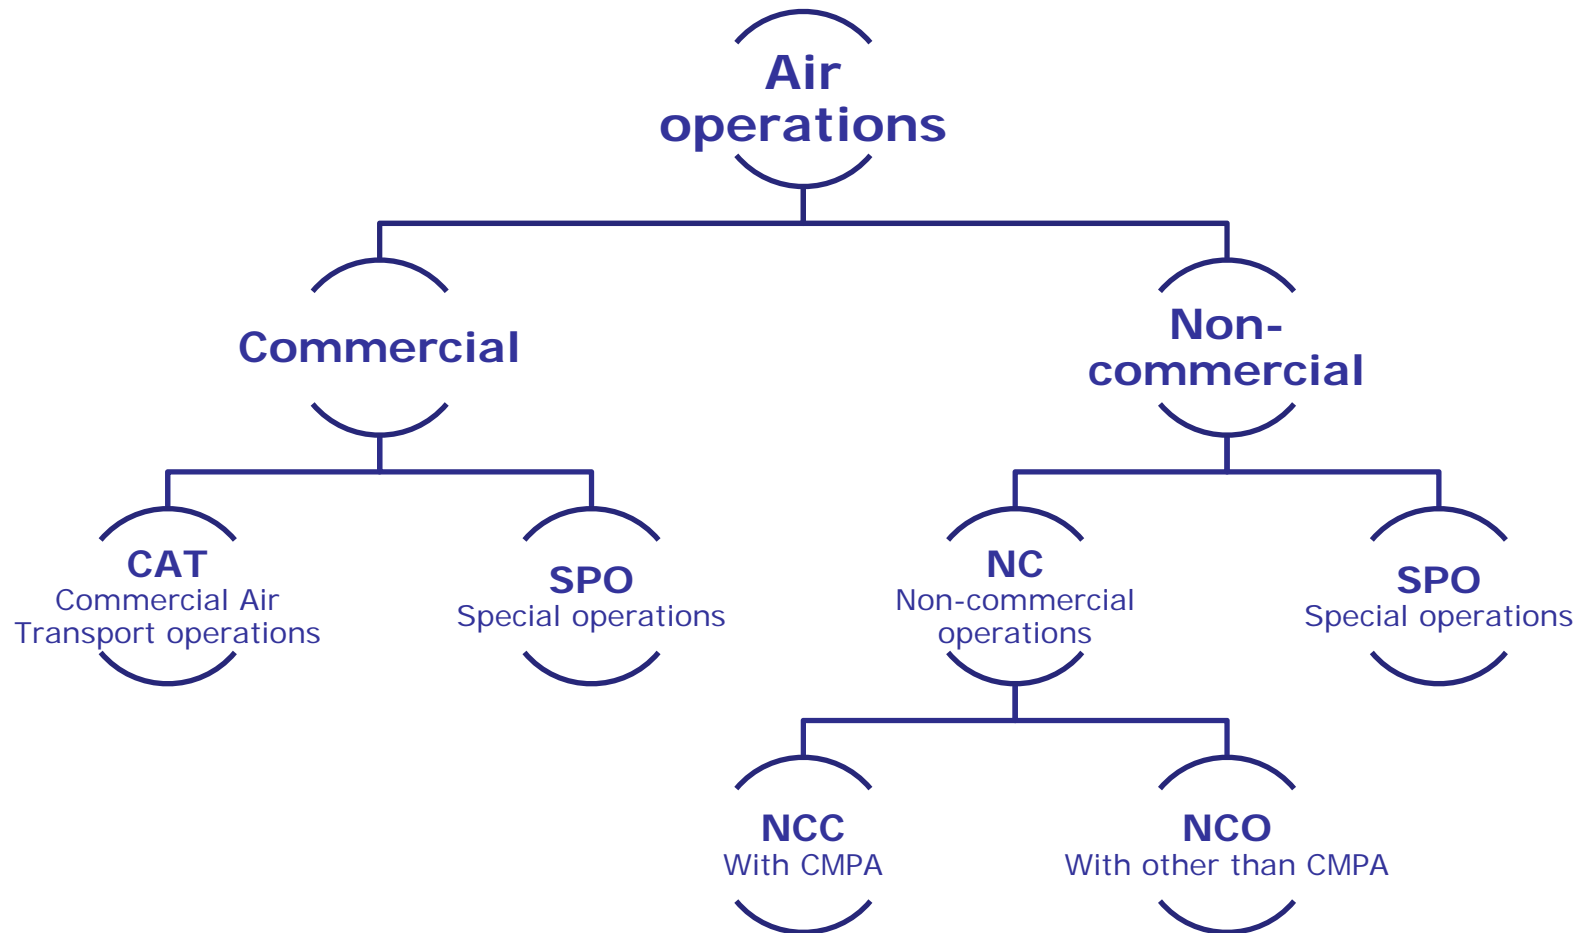 Air
operations
Commercial
Non-
commercial
CAT
Commercial Air
Transport operations
SPO
Special operations
NC
Non-commercial
operations
SPO
Special operations
NCC
With CMPA
NCO
With other than CMPA